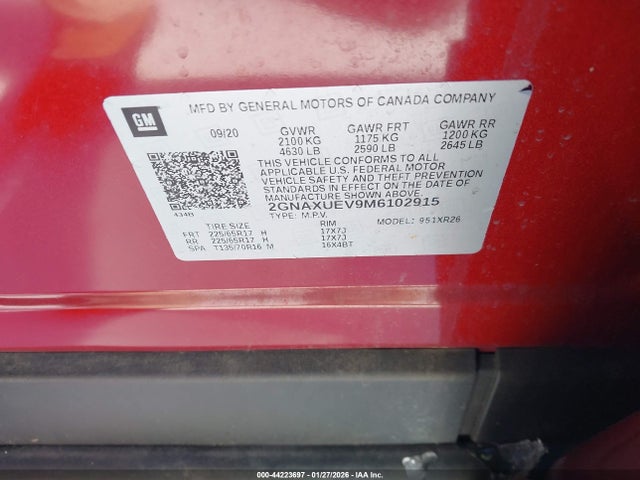 MFD BY GENERAL MOTORS OF CANADA COMPANY
GM
09/20 GVWR GAWR FRT GAWR RR
2100 KG 1175 KG 1200 KG
4630 LB 2590 LB 2645 LB
THIS VEHICLE CONFORMS TO ALL
APPLICABLE U.S. FEDERAL MOTOR
VEHICLE SAFETY AND THEFT PREVENTION
STANDARDS IN EFFECT ON THE DATE OF
MANUFACTURE SHOWN ABOVE.
2GNAXUEV9M6102915
TYPE: M.P.V. MODEL: 951XR26
434B
TIRE SIZE RIM
FRT 225/65R17 H 17X7J
RR 225/65R17 H 17X7J
SPA T135/70R16 M 16X4BT
000-44223697 | 01/27/2026 - IAA Inc.